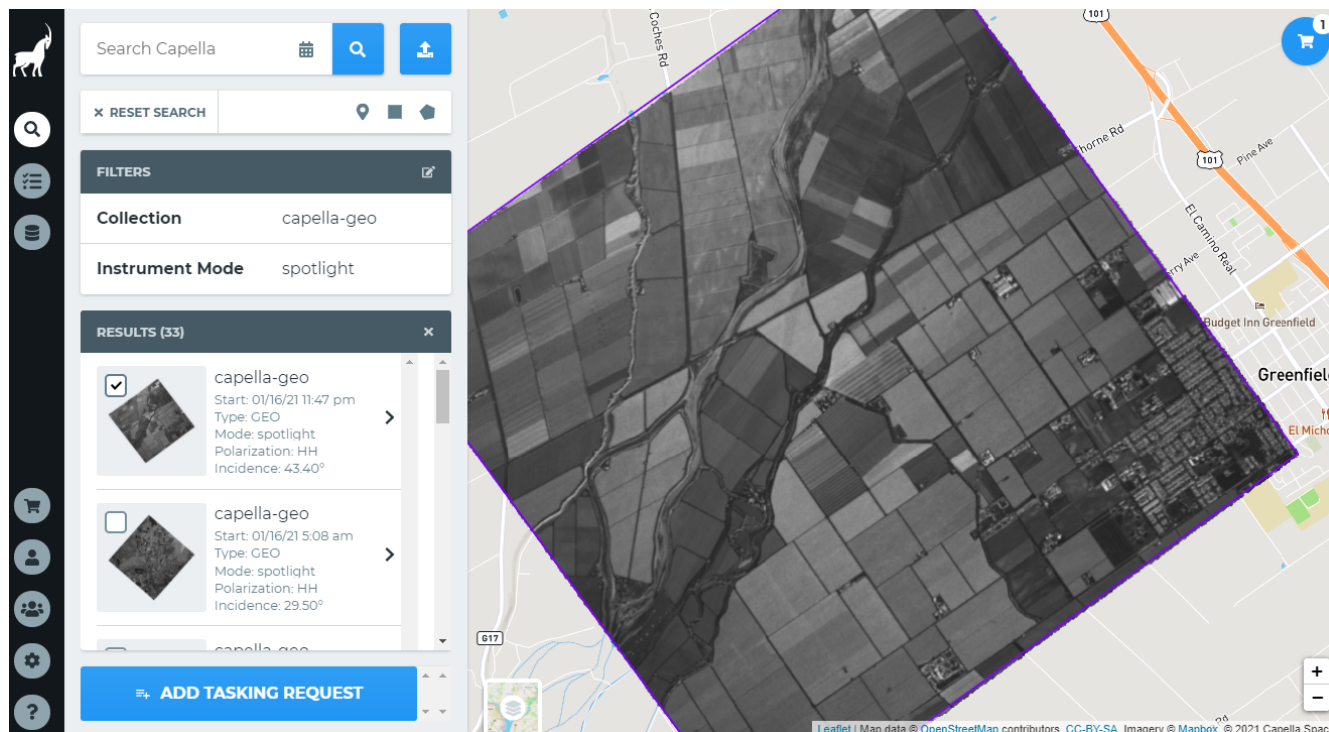 Search Capella
× RESET SEARCH
FILTERS
Collection capella-geo
Instrument Mode spotlight
RESULTS (33) ×
capella-geo
Start: 01/16/21 11:47 pm
Type: GEO
Mode: spotlight
Polarization: HH
Incidence: 43.40°
capella-geo
Start: 01/16/21 5:08 am
Type: GEO
Mode: spotlight
Polarization: HH
Incidence: 29.50°
capella-geo
ADD TASKING REQUEST
?
1
Coches Rd
101
Thorne Rd
101
Pine Ave
El Camino Real
rry Ave
Budget Inn Greenfield
Greenfiel
El Micho
G17
Rd
+
−
Leaflet | Map data © OpenStreetMap contributors, CC-BY-SA, Imagery © Mapbox, © 2021 Capella Spac